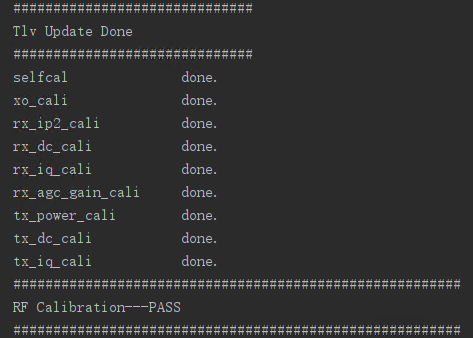 ##############################
Tlv Update Done
##############################
selfcal done.
xo_cali done.
rx_ip2_cali done.
rx_dc_cali done.
rx_iq_cali done.
rx_agc_gain_cali done.
tx_power_cali done.
tx_dc_cali done.
tx_iq_cali done.
########################################################
RF Calibration---PASS
########################################################